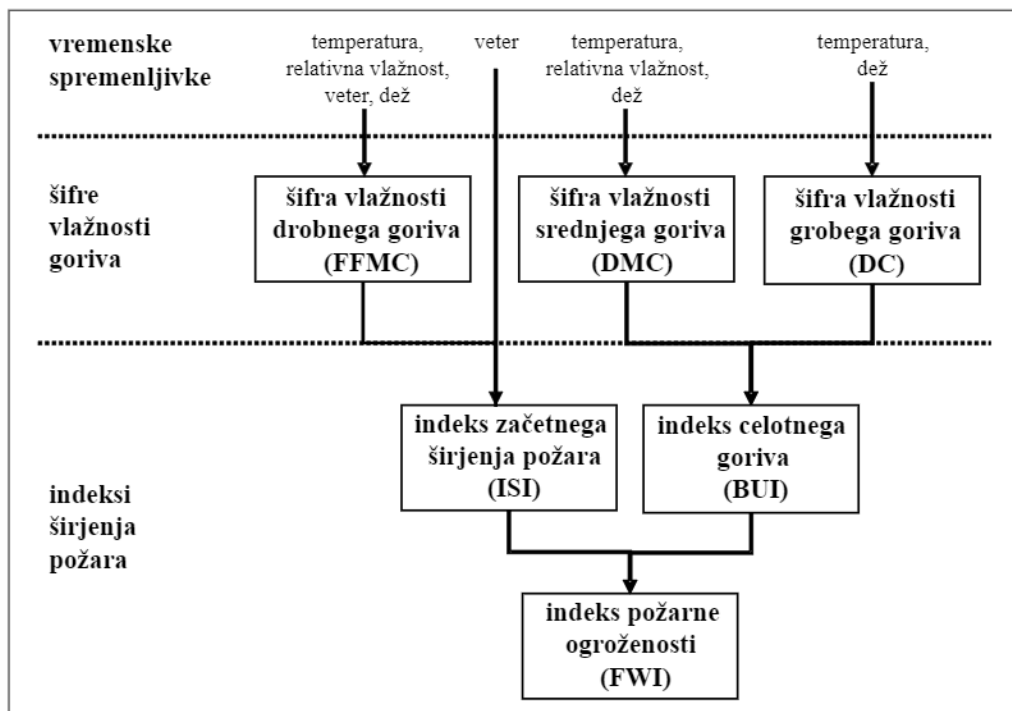 vremenske
spremenljivke
temperatura,
relativna vlažnost,
veter, dež
veter
temperatura,
relativna vlažnost,
dež
temperatura,
dež
šifre
vlažnosti
goriva
šifra vlažnosti
drobnega goriva
(FFMC)
šifra vlažnosti
srednjega goriva
(DMC)
šifra vlažnosti
grobega goriva
(DC)
indeksi
širjenja
požara
indeks začetnega
širjenja požara
(ISI)
indeks celotnega
goriva
(BUI)
indeks požarne
ogroženosti
(FWI)